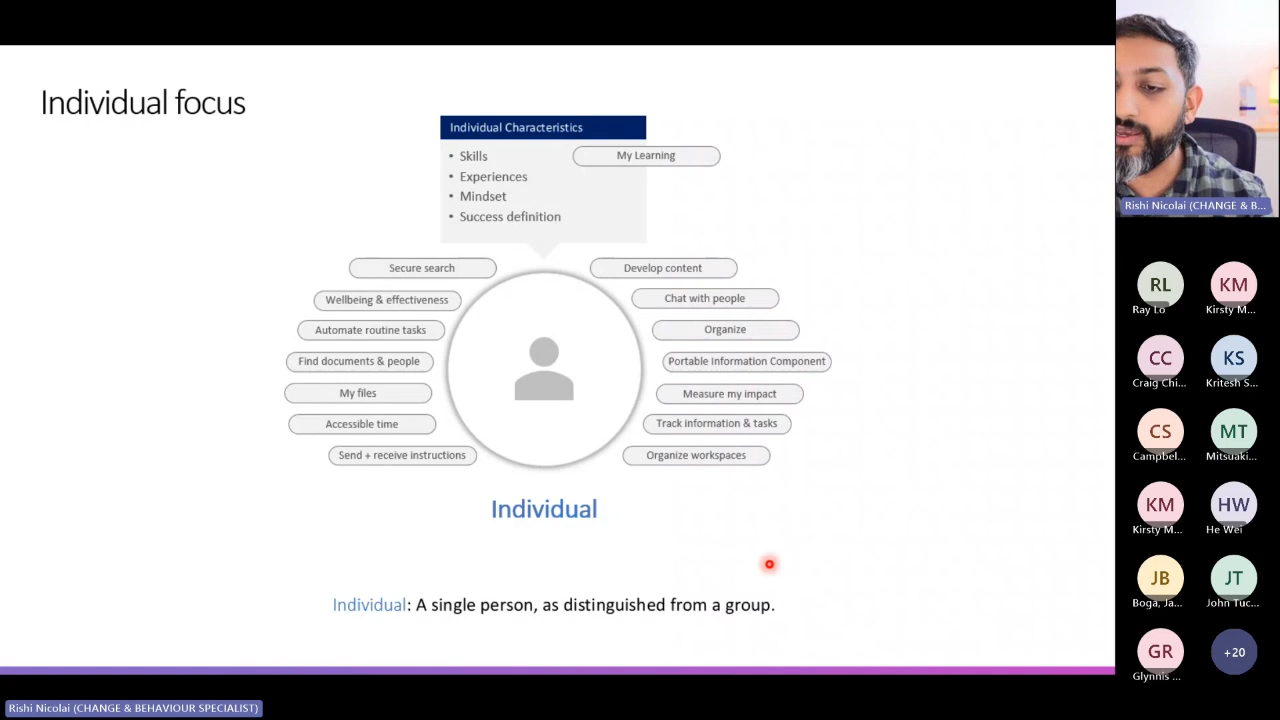 Individual focus
Individual Characteristics
• Skills
• Experiences
• Mindset
• Success definition
My Learning
Secure search
Wellbeing & effectiveness
Automate routine tasks
Find documents & people
My files
Accessible time
Send + receive instructions
Develop content
Chat with people
Organize
Portable Information Component
Measure my impact
Track information & tasks
Organize workspaces
Individual
Individual: A single person, as distinguished from a group.
Rishi Nicolai (CHANGE & BEHAVIOUR SPECIALIST)
Rishi Nicolai (CHANGE & B...
RL
Ray Lo
KM
Kirsty M...
CC
Craig Chi...
KS
Kritesh S...
CS
Campbel...
MT
Mitsuaki...
KM
Kirsty M...
HW
He Wei
JB
Boga, Ja...
JT
John Tuc...
GR
Glynnis ...
+20